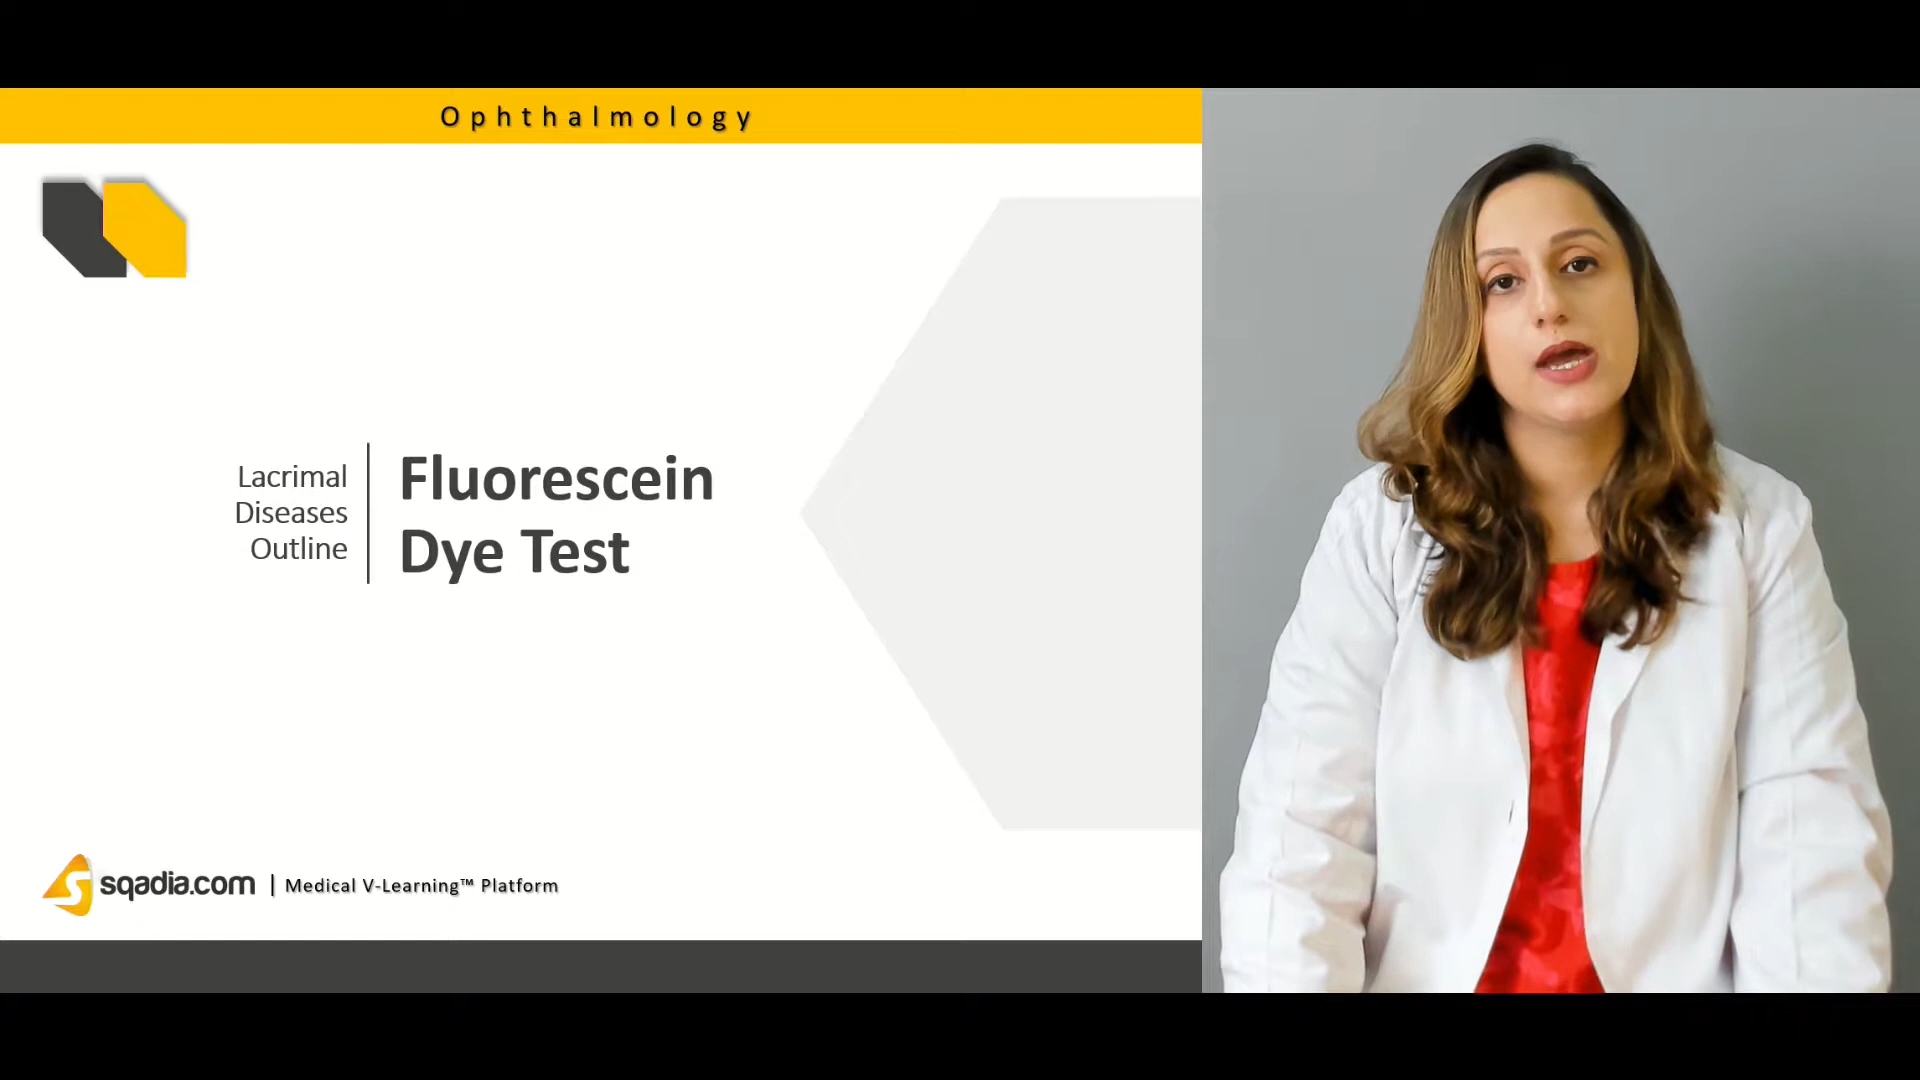 Ophthalmology
Lacrimal
Diseases
Outline
Fluorescein
Dye Test
sqadia.com | Medical V-Learning™ Platform